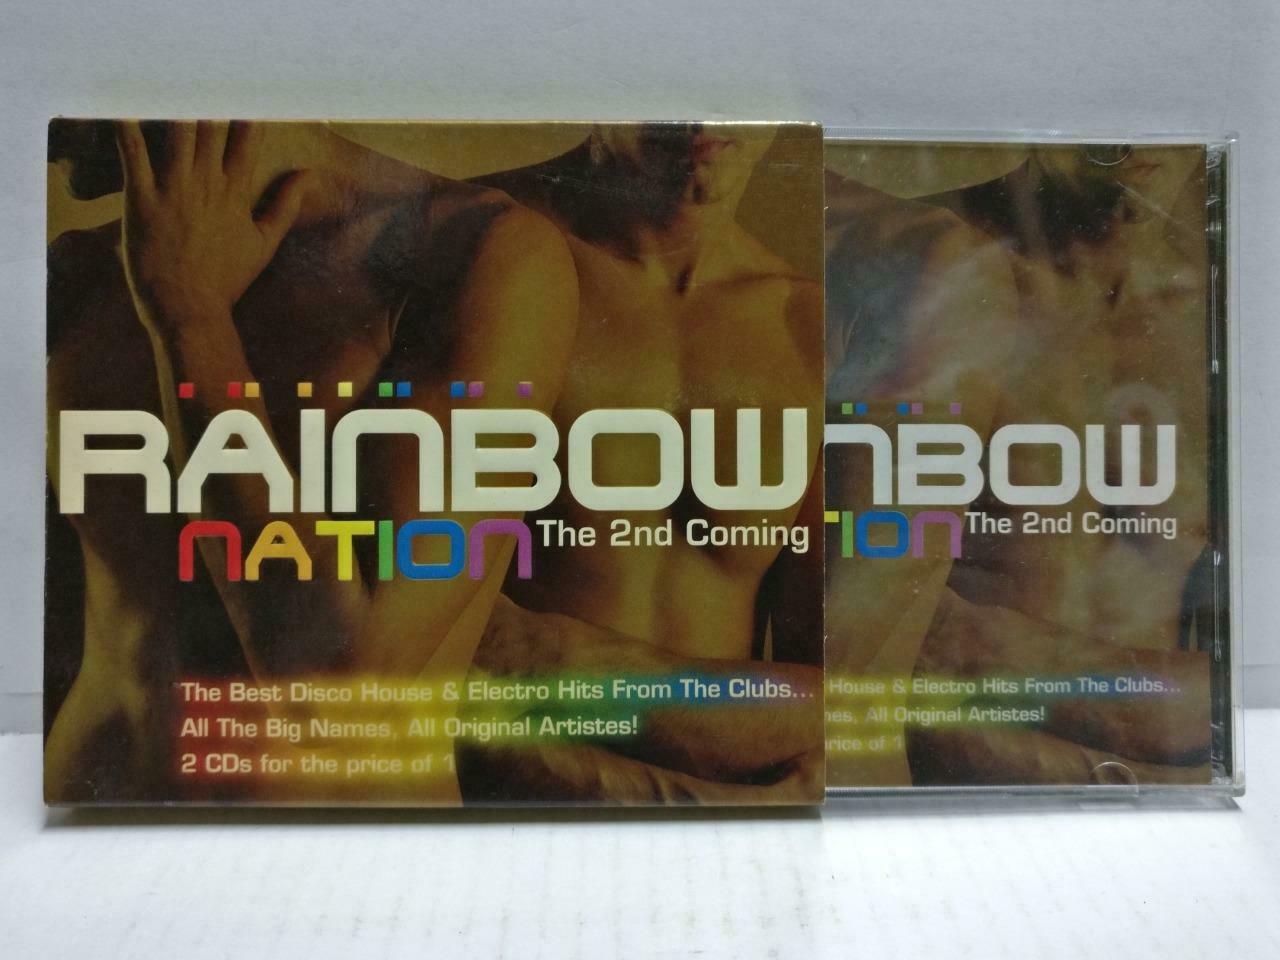 RAINBOW
NATION The 2nd Coming
The Best Disco House & Electro Hits From The Clubs...
All The Big Names, All Original Artistes!
2 CDs for the price of 1
NBOW
TION The 2nd Coming
House & Electro Hits From The Clubs...
mes, All Original Artistes!
rice of 1